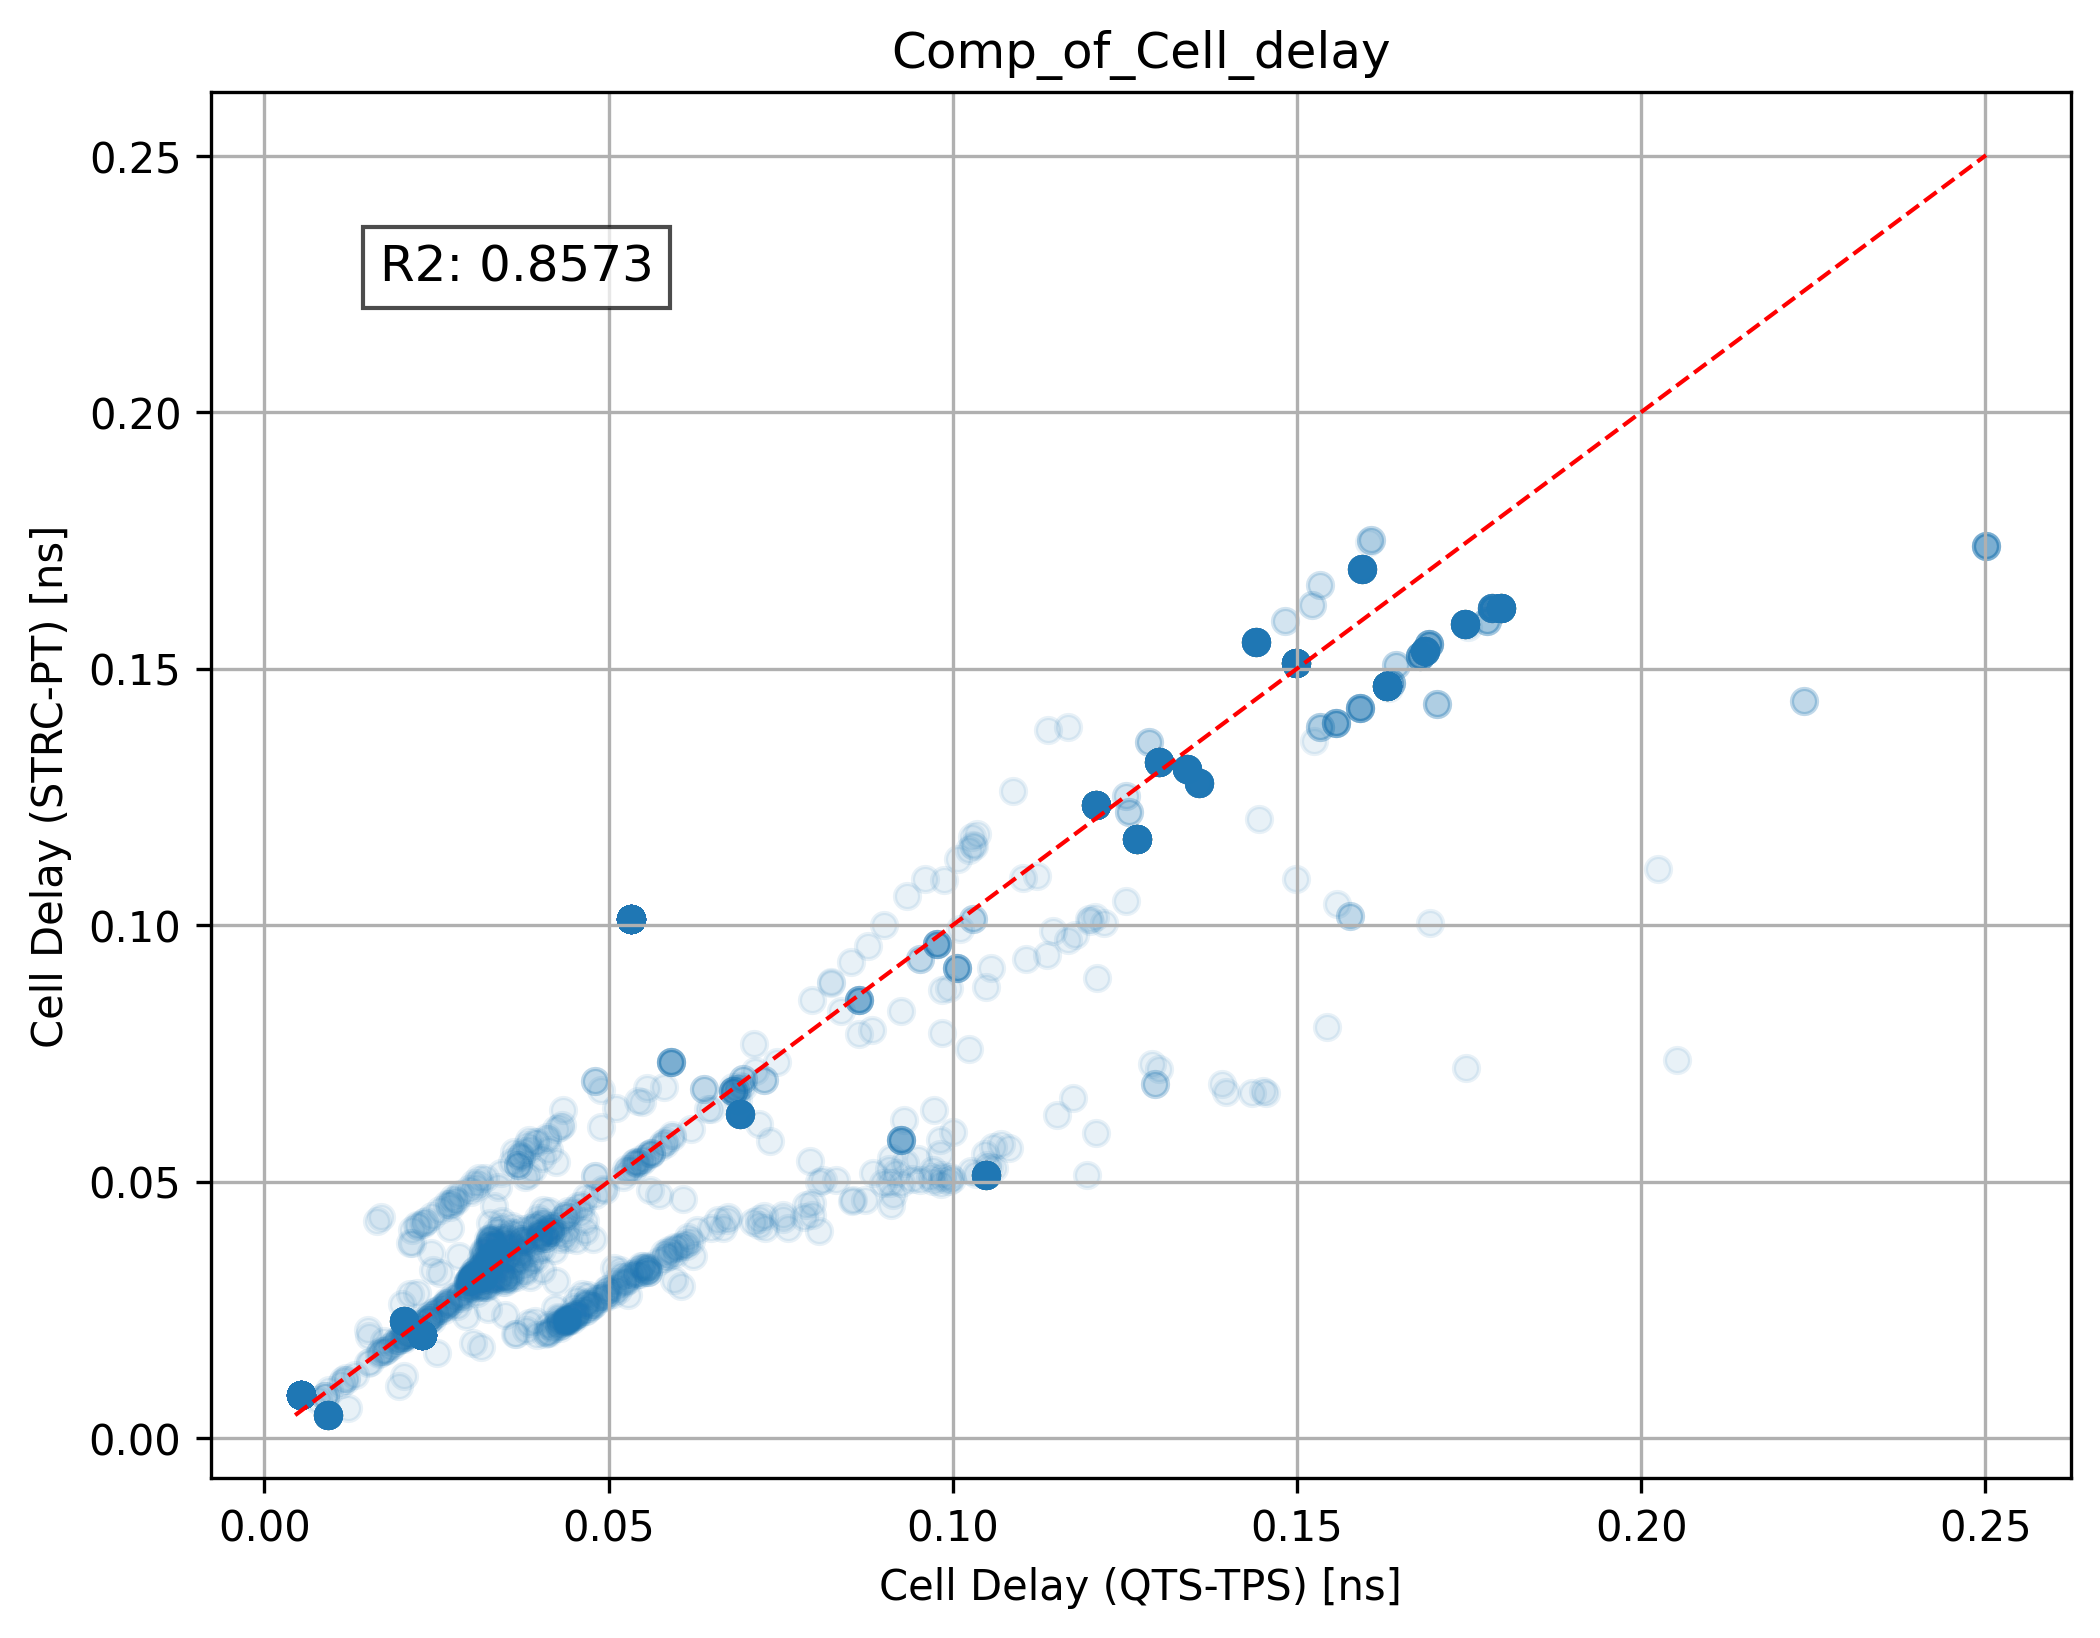 Comp_of_Cell_delay
R2: 0.8573
Cell Delay (STRC-PT) [ns]
0.25
0.20
0.15
0.10
0.05
0.00
0.00 0.05 0.10 0.15 0.20 0.25
Cell Delay (QTS-TPS) [ns]